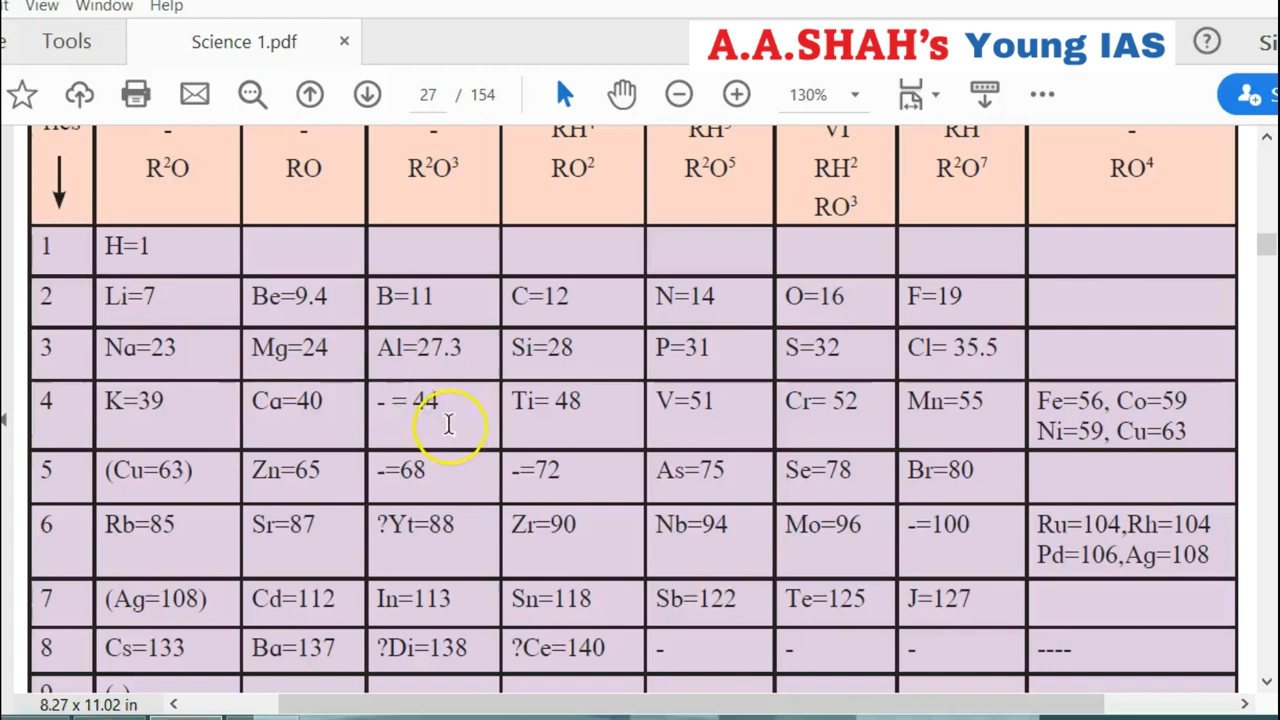 View Window Help
Tools Science 1.pdf × A.A.SHAH's Young IAS ?
27 / 154 130%
- - - RH⁴ RH³ VI RH -
R²O RO R²O³ RO² R²O⁵ RH² R²O⁷ RO⁴
RO³
1 H=1
2 Li=7 Be=9.4 B=11 C=12 N=14 O=16 F=19
3 Na=23 Mg=24 Al=27.3 Si=28 P=31 S=32 Cl= 35.5
4 K=39 Ca=40 - = 44 Ti= 48 V=51 Cr= 52 Mn=55 Fe=56, Co=59
Ni=59, Cu=63
5 (Cu=63) Zn=65 -=68 -=72 As=75 Se=78 Br=80
6 Rb=85 Sr=87 ?Yt=88 Zr=90 Nb=94 Mo=96 -=100 Ru=104,Rh=104
Pd=106,Ag=108
7 (Ag=108) Cd=112 In=113 Sn=118 Sb=122 Te=125 J=127
8 Cs=133 Ba=137 ?Di=138 ?Ce=140 - - - ----
9 (-)
8.27 x 11.02 in